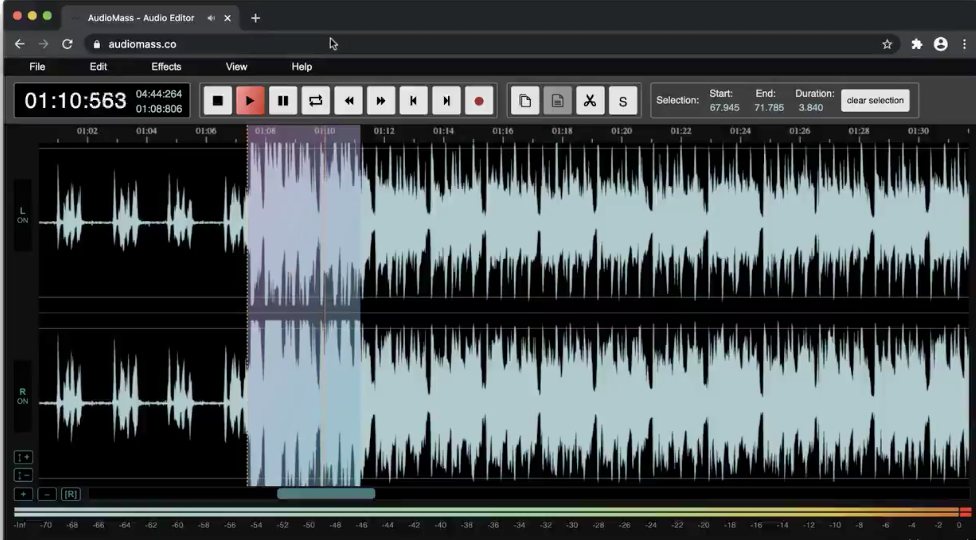 AudioMass - Audio Editor
audiomass.co
File Edit Effects View Help
01:10:563 04:44:264 01:08:806 S Selection: Start: 67.945 End: 71.785 Duration: 3.840 clear selection
01:02 01:04 01:06 01:08 01:10 01:12 01:14 01:16 01:18 01:20 01:22 01:24 01:26 01:28 01:30
L
ON
R
ON
+ - [R]
-Inf -70 -68 -66 -64 -62 -60 -58 -56 -54 -52 -50 -48 -46 -44 -42 -40 -38 -36 -34 -32 -30 -28 -26 -24 -22 -20 -18 -16 -14 -12 -10 -8 -6 -4 -2 0